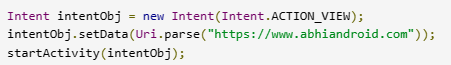 Intent intentObj = new Intent(Intent.ACTION_VIEW);
intentObj.setData(Uri.parse("https://www.abhiandroid.com"));
startActivity(intentObj);